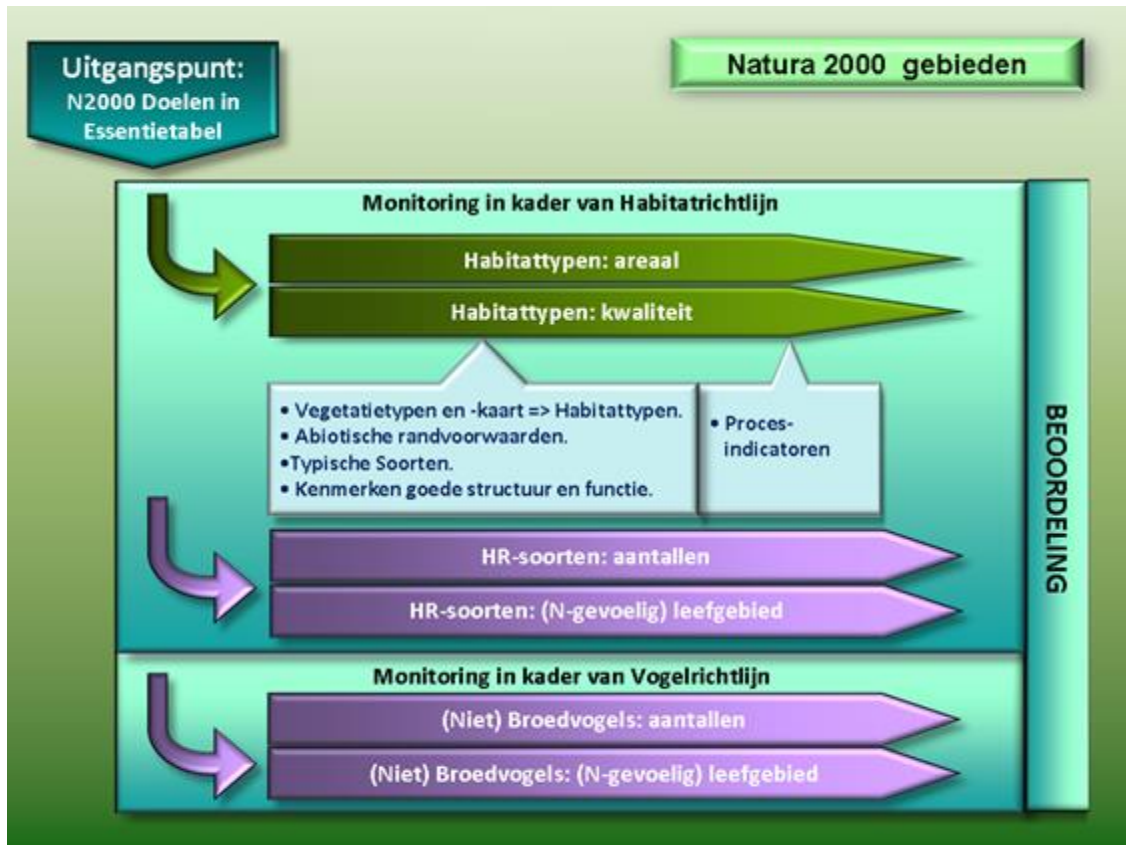 Uitgangspunt:
N2000 Doelen in
Essentietabel
Natura 2000 gebieden
Monitoring in kader van Habitatrichtlijn
Habitattypen: areaal
Habitattypen: kwaliteit
• Vegetatietypen en -kaart => Habitattypen.
• Abiotische randvoorwaarden.
•Typische Soorten.
• Kenmerken goede structuur en functie.
• Proces-
indicatoren
HR-soorten: aantallen
HR-soorten: (N-gevoelig) leefgebied
Monitoring in kader van Vogelrichtlijn
(Niet) Broedvogels: aantallen
(Niet) Broedvogels: (N-gevoelig) leefgebied
BEOORDELING